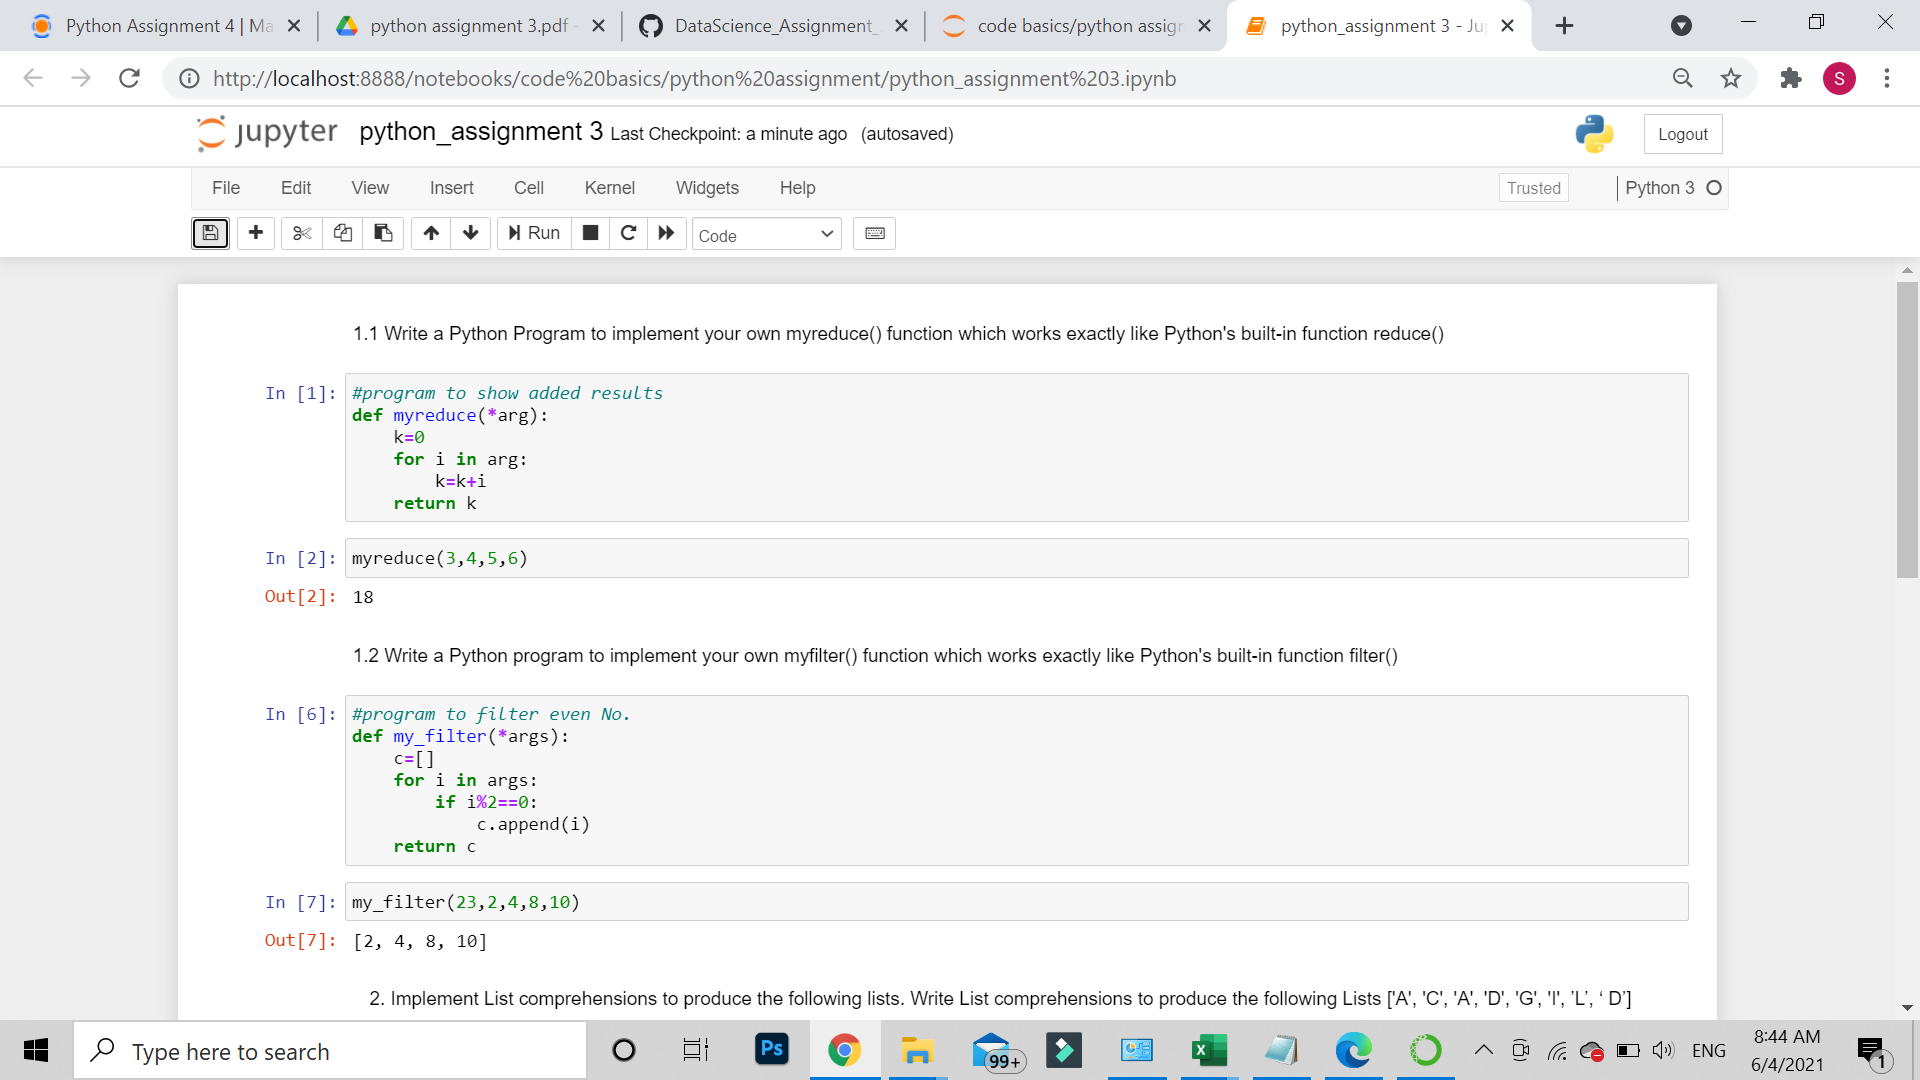 Python Assignment 4 | Ma
python assignment 3.pdf -
DataScience_Assignment_
code basics/python assign
python_assignment 3 - Ju
http://localhost:8888/notebooks/code%20basics/python%20assignment/python_assignment%203.ipynb
S
jupyter python_assignment 3 Last Checkpoint: a minute ago (autosaved)
Logout
File Edit View Insert Cell Kernel Widgets Help
Trusted
Python 3
Run
Code
1.1 Write a Python Program to implement your own myreduce() function which works exactly like Python's built-in function reduce()
In [1]: #program to show added results
def myreduce(*arg):
    k=0
    for i in arg:
        k=k+i
    return k
In [2]: myreduce(3,4,5,6)
Out[2]: 18
1.2 Write a Python program to implement your own myfilter() function which works exactly like Python's built-in function filter()
In [6]: #program to filter even No.
def my_filter(*args):
    c=[]
    for i in args:
        if i%2==0:
            c.append(i)
    return c
In [7]: my_filter(23,2,4,8,10)
Out[7]: [2, 4, 8, 10]
2. Implement List comprehensions to produce the following lists. Write List comprehensions to produce the following Lists ['A', 'C', 'A', 'D', 'G', 'I', ’L’, ‘ D’]
Type here to search
Ps
99+
ENG
8:44 AM
6/4/2021
1